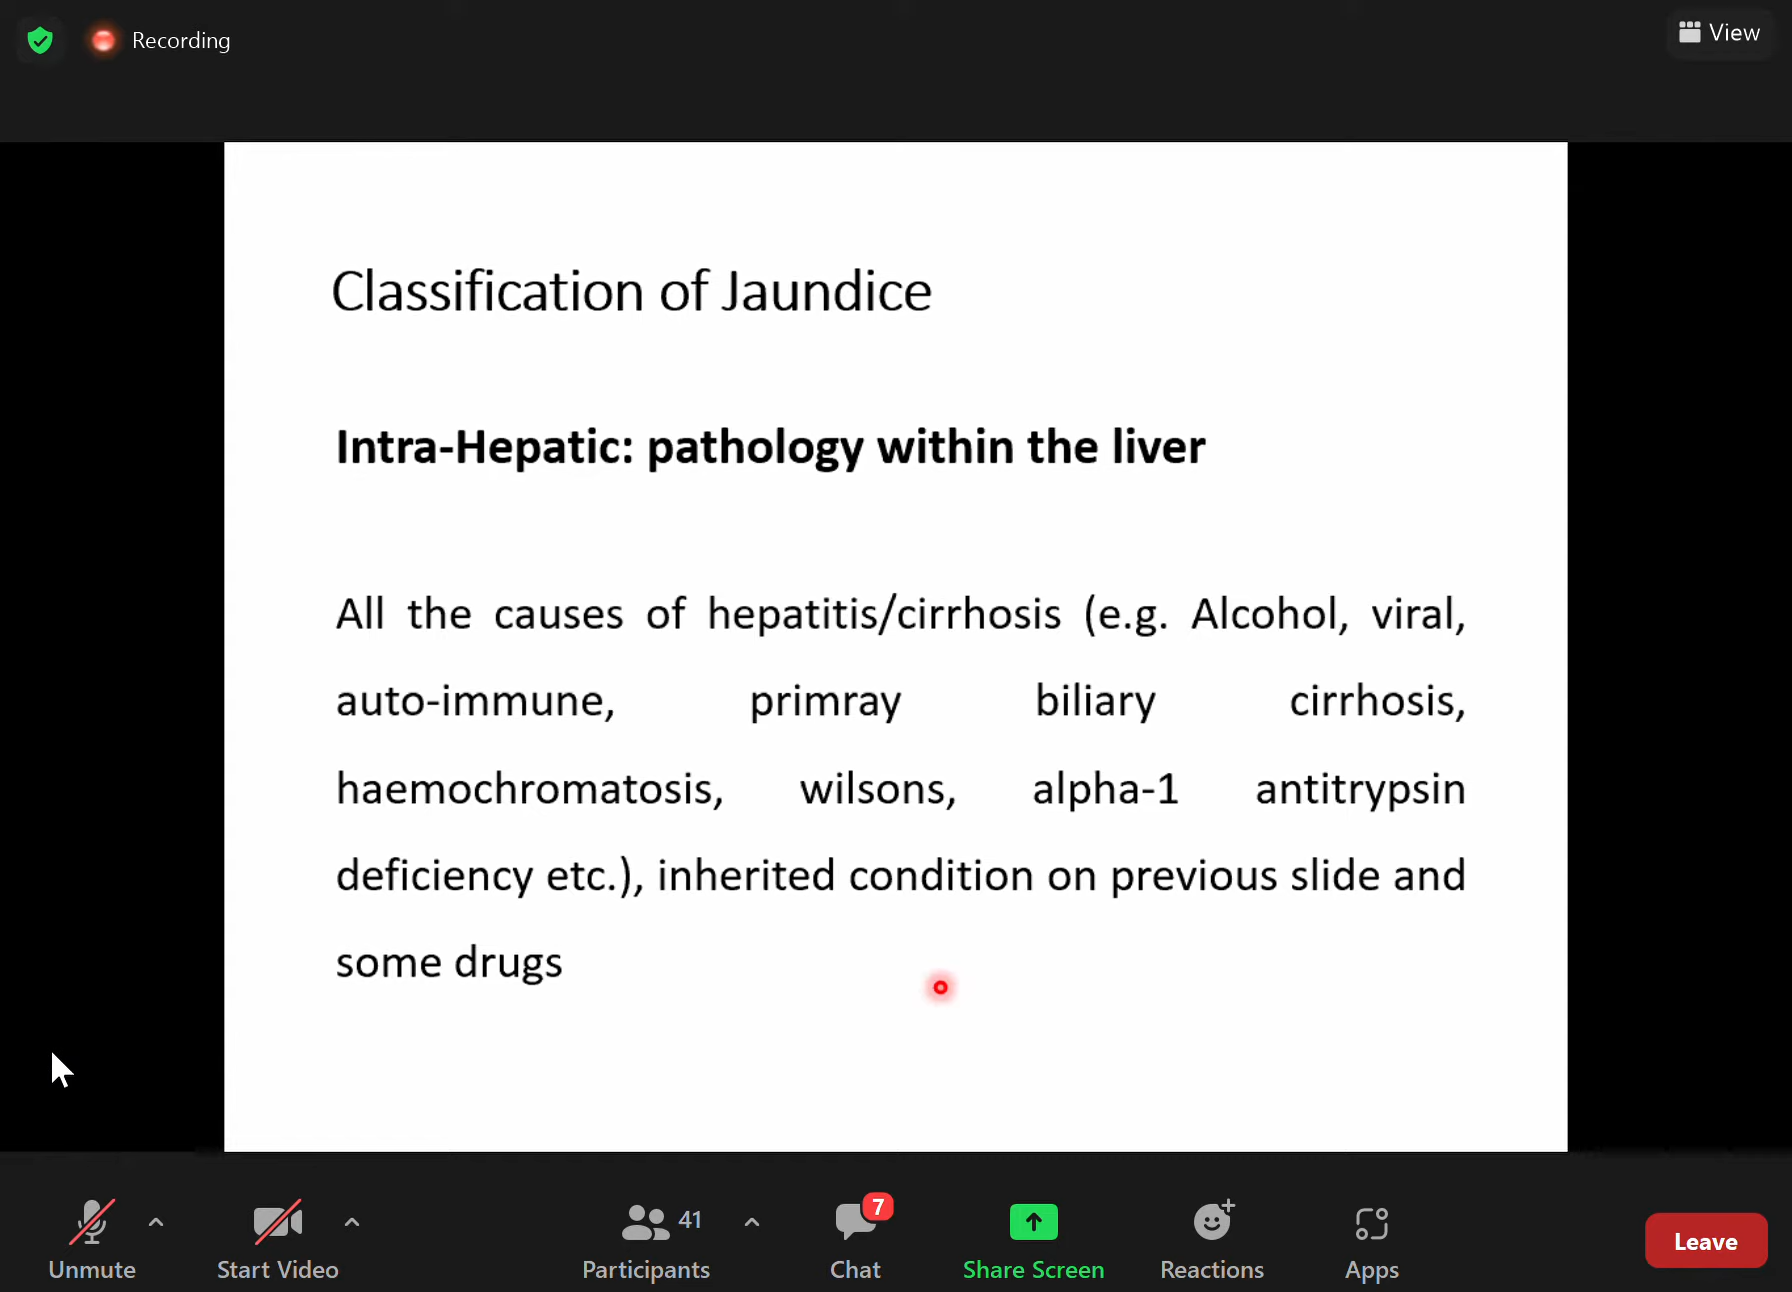 Recording
View
Classification of Jaundice
Intra-Hepatic: pathology within the liver
All the causes of hepatitis/cirrhosis (e.g. Alcohol, viral,
auto-immune, primray biliary cirrhosis,
haemochromatosis, wilsons, alpha-1 antitrypsin
deficiency etc.), inherited condition on previous slide and
some drugs
41
7
Unmute
Start Video
Participants
Chat
Share Screen
Reactions
Apps
Leave